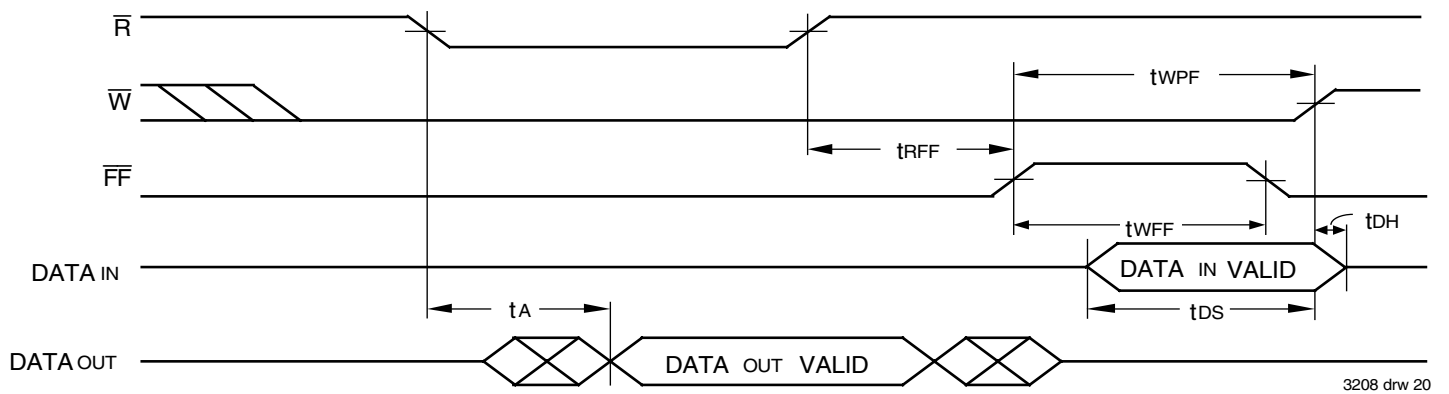 R̅
tWPF
W̅
tRFF
F̅F̅
tWFF
tDH
DATA IN
DATA IN VALID
tA
tDS
DATA OUT
DATA OUT VALID
3208 drw 20